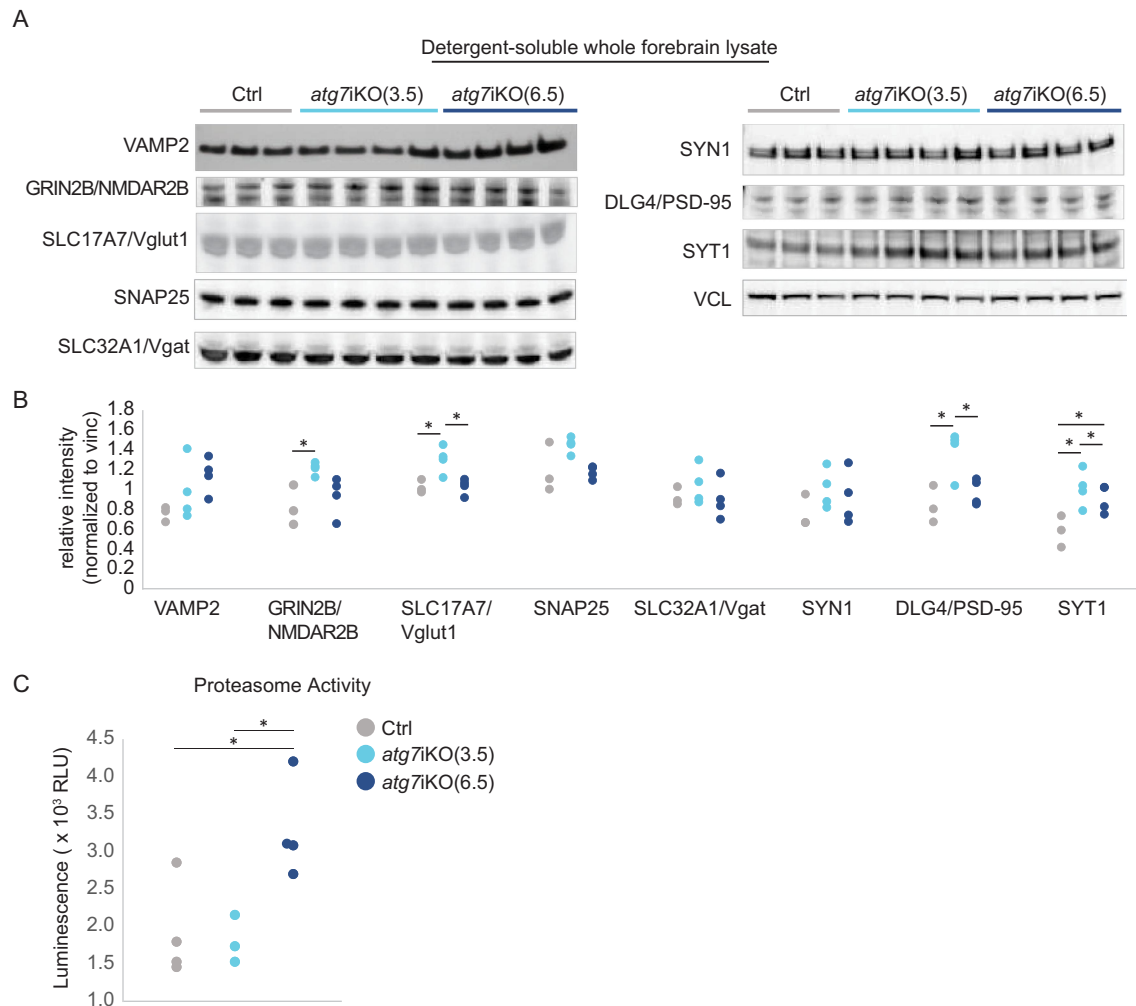 A
Detergent-soluble whole forebrain lysate
Ctrl atg7iKO(3.5) atg7iKO(6.5)
VAMP2
GRIN2B/NMDAR2B
SLC17A7/Vglut1
SNAP25
SLC32A1/Vgat
Ctrl atg7iKO(3.5) atg7iKO(6.5)
SYN1
DLG4/PSD-95
SYT1
VCL
B
relative intensity
(normalized to vinc)
1.8
1.6
1.4
1.2
1
0.8
0.6
0.4
0.2
0
* * * * * * * *
VAMP2
GRIN2B/
NMDAR2B
SLC17A7/
Vglut1
SNAP25
SLC32A1/Vgat
SYN1
DLG4/PSD-95
SYT1
C
Proteasome Activity
Ctrl
atg7iKO(3.5)
atg7iKO(6.5)
*
*
Luminescence ( x 10³ RLU)
4.5
4.0
3.5
3.0
2.5
2.0
1.5
1.0